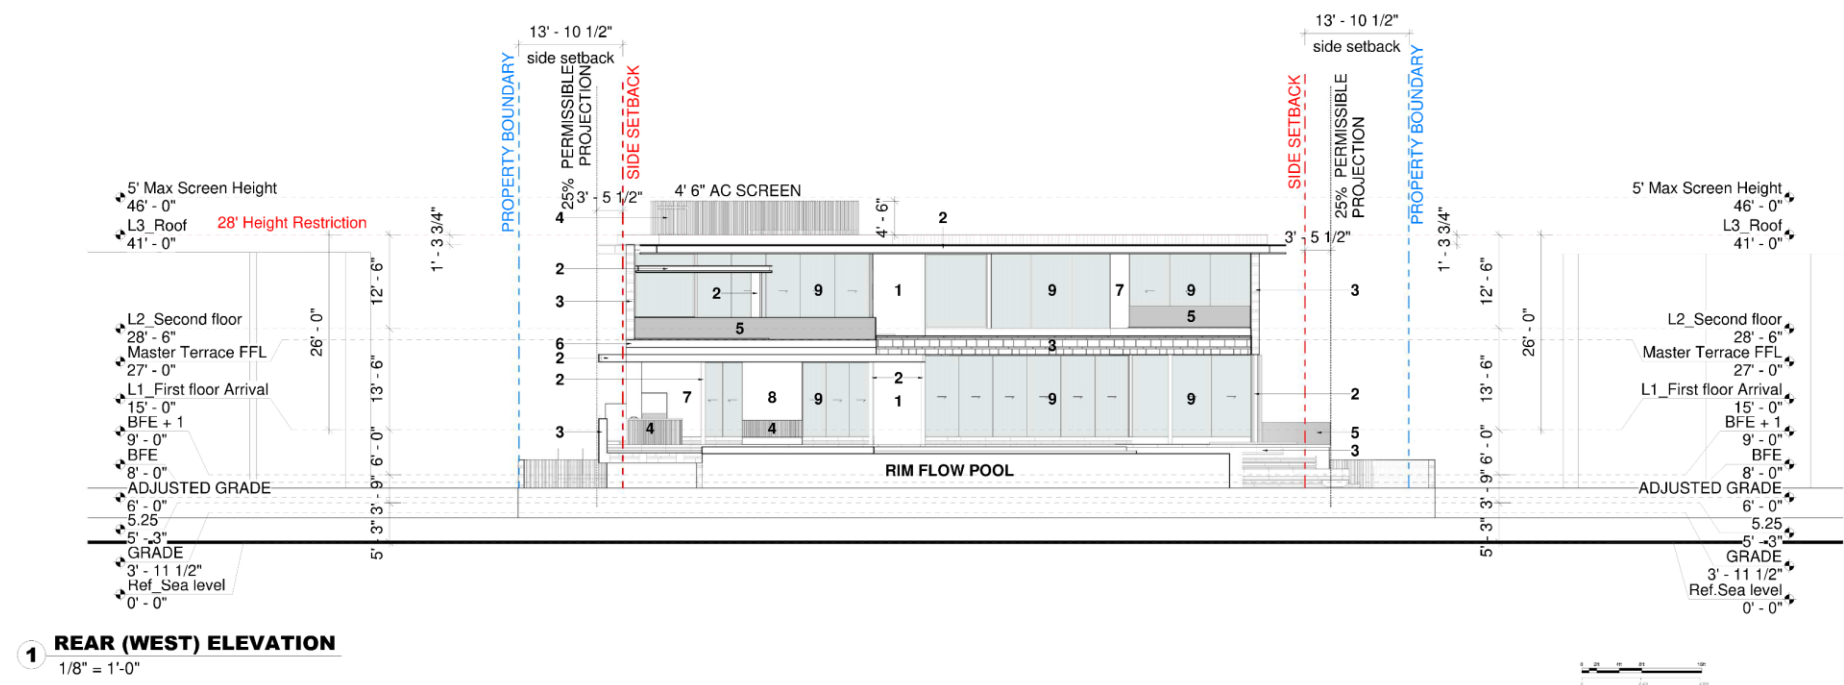 13' - 10 1/2"
side setback
PROPERTY BOUNDARY
25% PERMISSIBLE
PROJECTION
SIDE SETBACK
3' - 5 1/2"
13' - 10 1/2"
side setback
SIDE SETBACK
25% PERMISSIBLE
PROJECTION
PROPERTY BOUNDARY
3' - 5 1/2"
5' Max Screen Height
46' - 0"
L3_Roof
41' - 0"
28' Height Restriction
L2_Second floor
28' - 6"
Master Terrace FFL
27' - 0"
L1_First floor Arrival
15' - 0"
BFE + 1
9' - 0"
BFE
8' - 0"
ADJUSTED GRADE
6' - 0"
5.25
5' - 3"
GRADE
3' - 11 1/2"
Ref_Sea level
0' - 0"
26' - 0"
1' - 3 3/4"
12' - 6"
13' - 6"
6' - 0"
3' - 9"
5' - 3"
4' 6" AC SCREEN
4' - 6"
4
2
2
2
9
1
9
7
9
3
3
5
5
6
3
2
2
2
7
8
9
1
9
9
2
4
4
3
5
3
RIM FLOW POOL
5' Max Screen Height
46' - 0"
L3_Roof
41' - 0"
L2_Second floor
28' - 6"
Master Terrace FFL
27' - 0"
L1_First floor Arrival
15' - 0"
BFE + 1
9' - 0"
BFE
8' - 0"
ADJUSTED GRADE
6' - 0"
5.25
5' - 3"
GRADE
3' - 11 1/2"
Ref.Sea level
0' - 0"
1' - 3 3/4"
12' - 6"
26' - 0"
13' - 6"
6' - 0"
3' - 9"
5' - 3"
1 REAR (WEST) ELEVATION
1/8" = 1'-0"